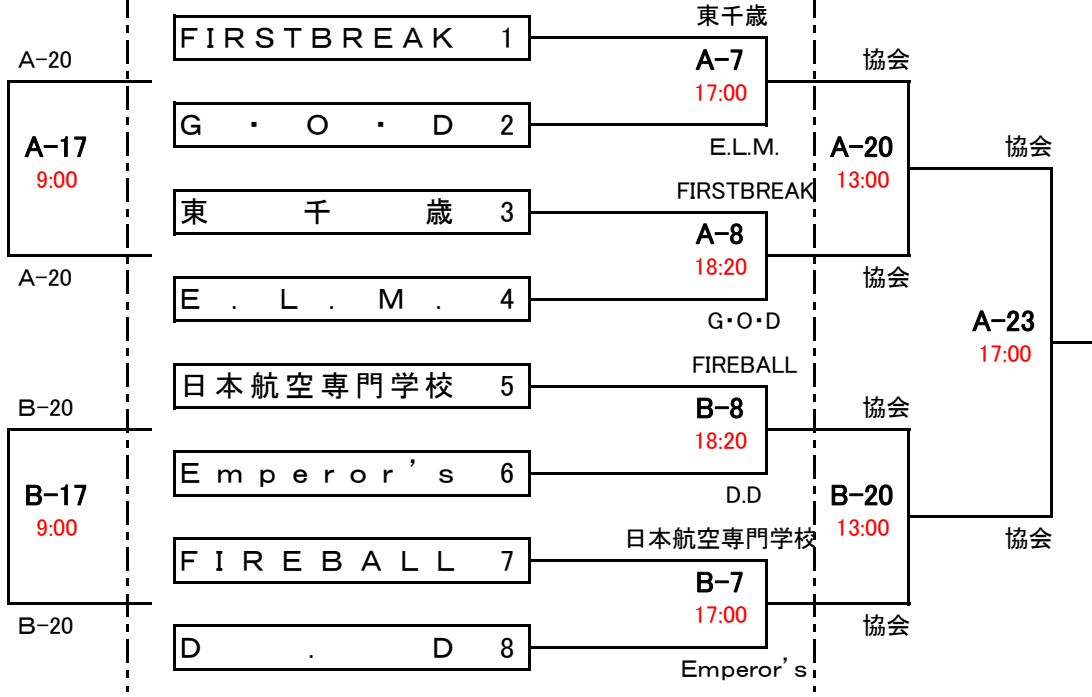 東千歳
FIRSTBREAK 1
A-20
A-7
協会
17:00
G・O・D 2
A-17
E.L.M.
A-20
協会
9:00
13:00
FIRSTBREAK
東千歳 3
A-8
A-20
18:20
協会
E.L.M. 4
G・O・D
A-23
17:00
FIREBALL
日本航空専門学校 5
B-20
B-8
協会
18:20
Emperor's 6
B-17
D.D
B-20
9:00
13:00
日本航空専門学校
協会
FIREBALL 7
B-7
17:00
B-20
協会
D.D 8
Emperor's